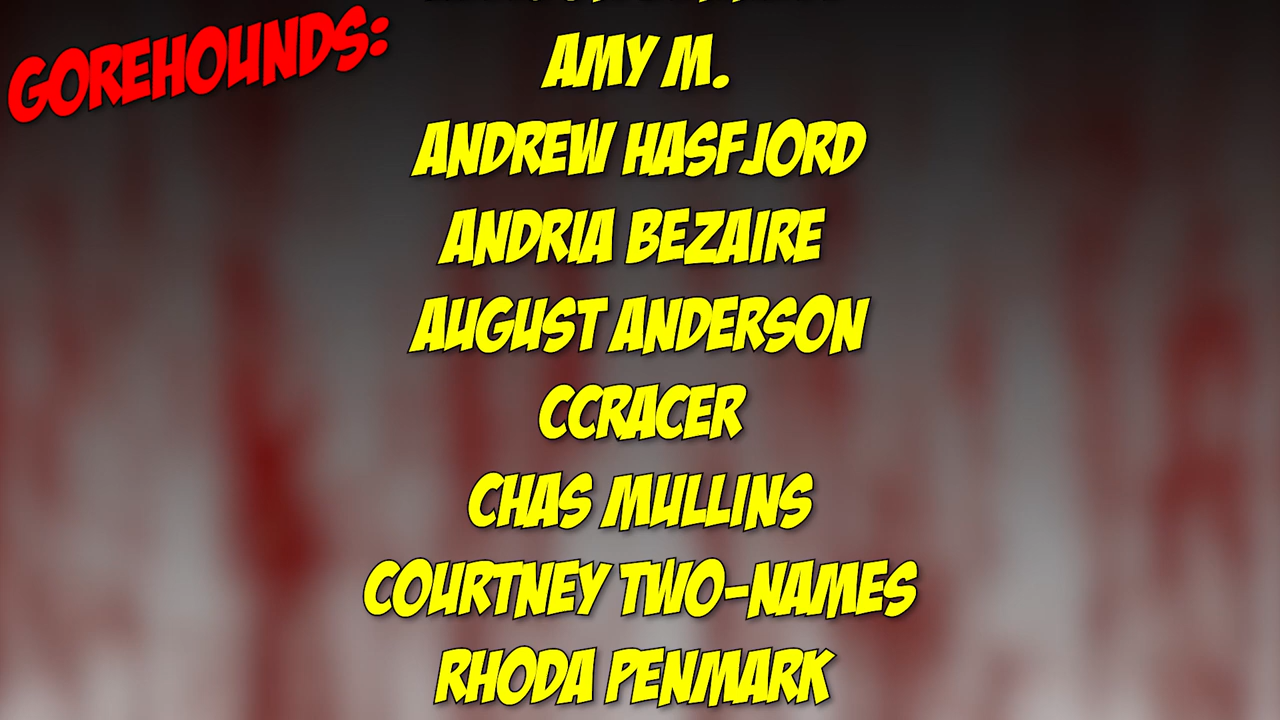 GOREHOUNDS:
AMY M.
ANDREW HASFJORD
ANDRIA BEZAIRE
AUGUST ANDERSON
CCRACER
CHAS MULLINS
COURTNEY TWO-NAMES
RHODA PENMARK